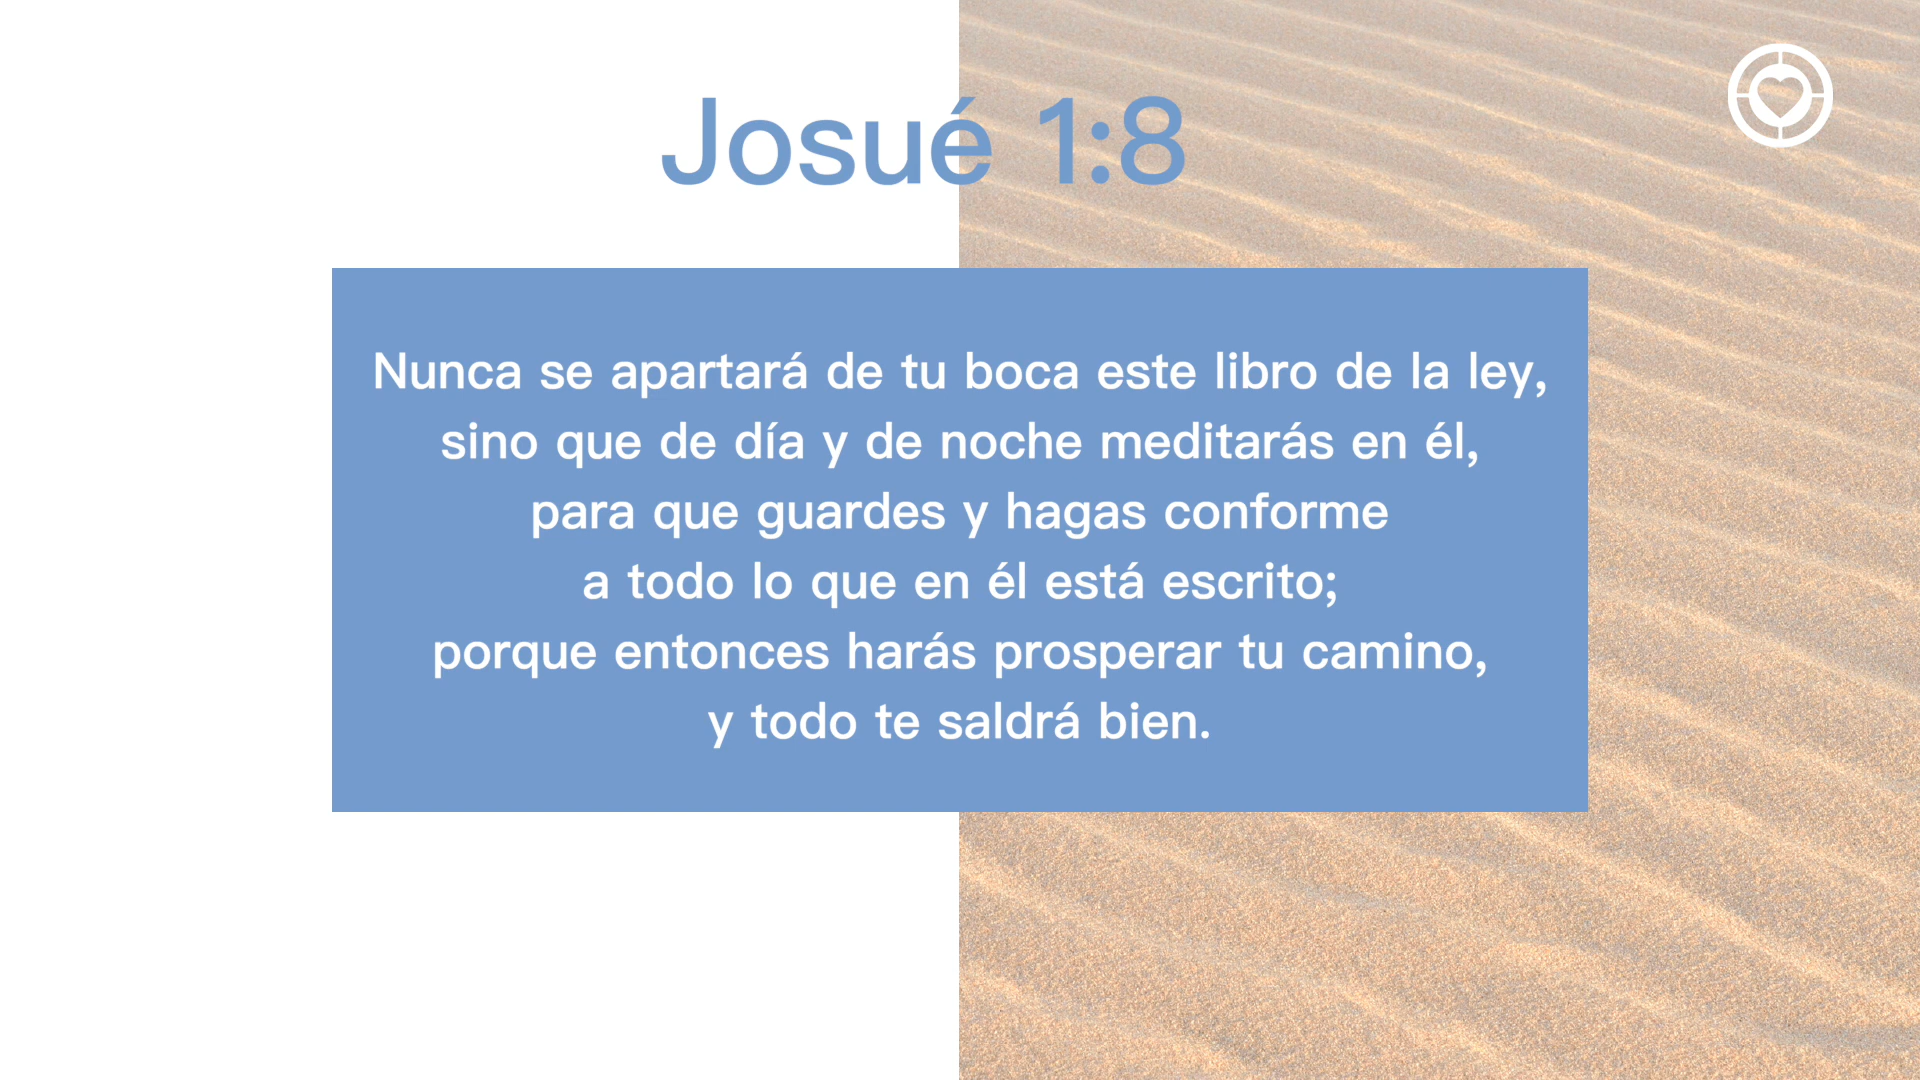 Josué 1:8
Nunca se apartará de tu boca este libro de la ley,
sino que de día y de noche meditarás en él,
para que guardes y hagas conforme
a todo lo que en él está escrito;
porque entonces harás prosperar tu camino,
y todo te saldrá bien.